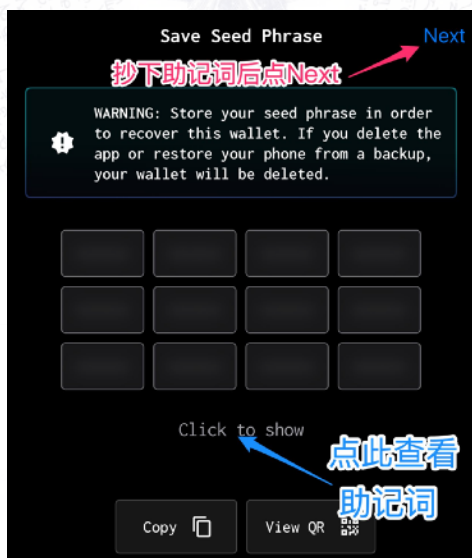 Save Seed Phrase
Next
抄下助记词后点Next
WARNING: Store your seed phrase in order
to recover this wallet. If you delete the
app or restore your phone from a backup,
your wallet will be deleted.
Click to show
点此查看
助记词
Copy
View QR